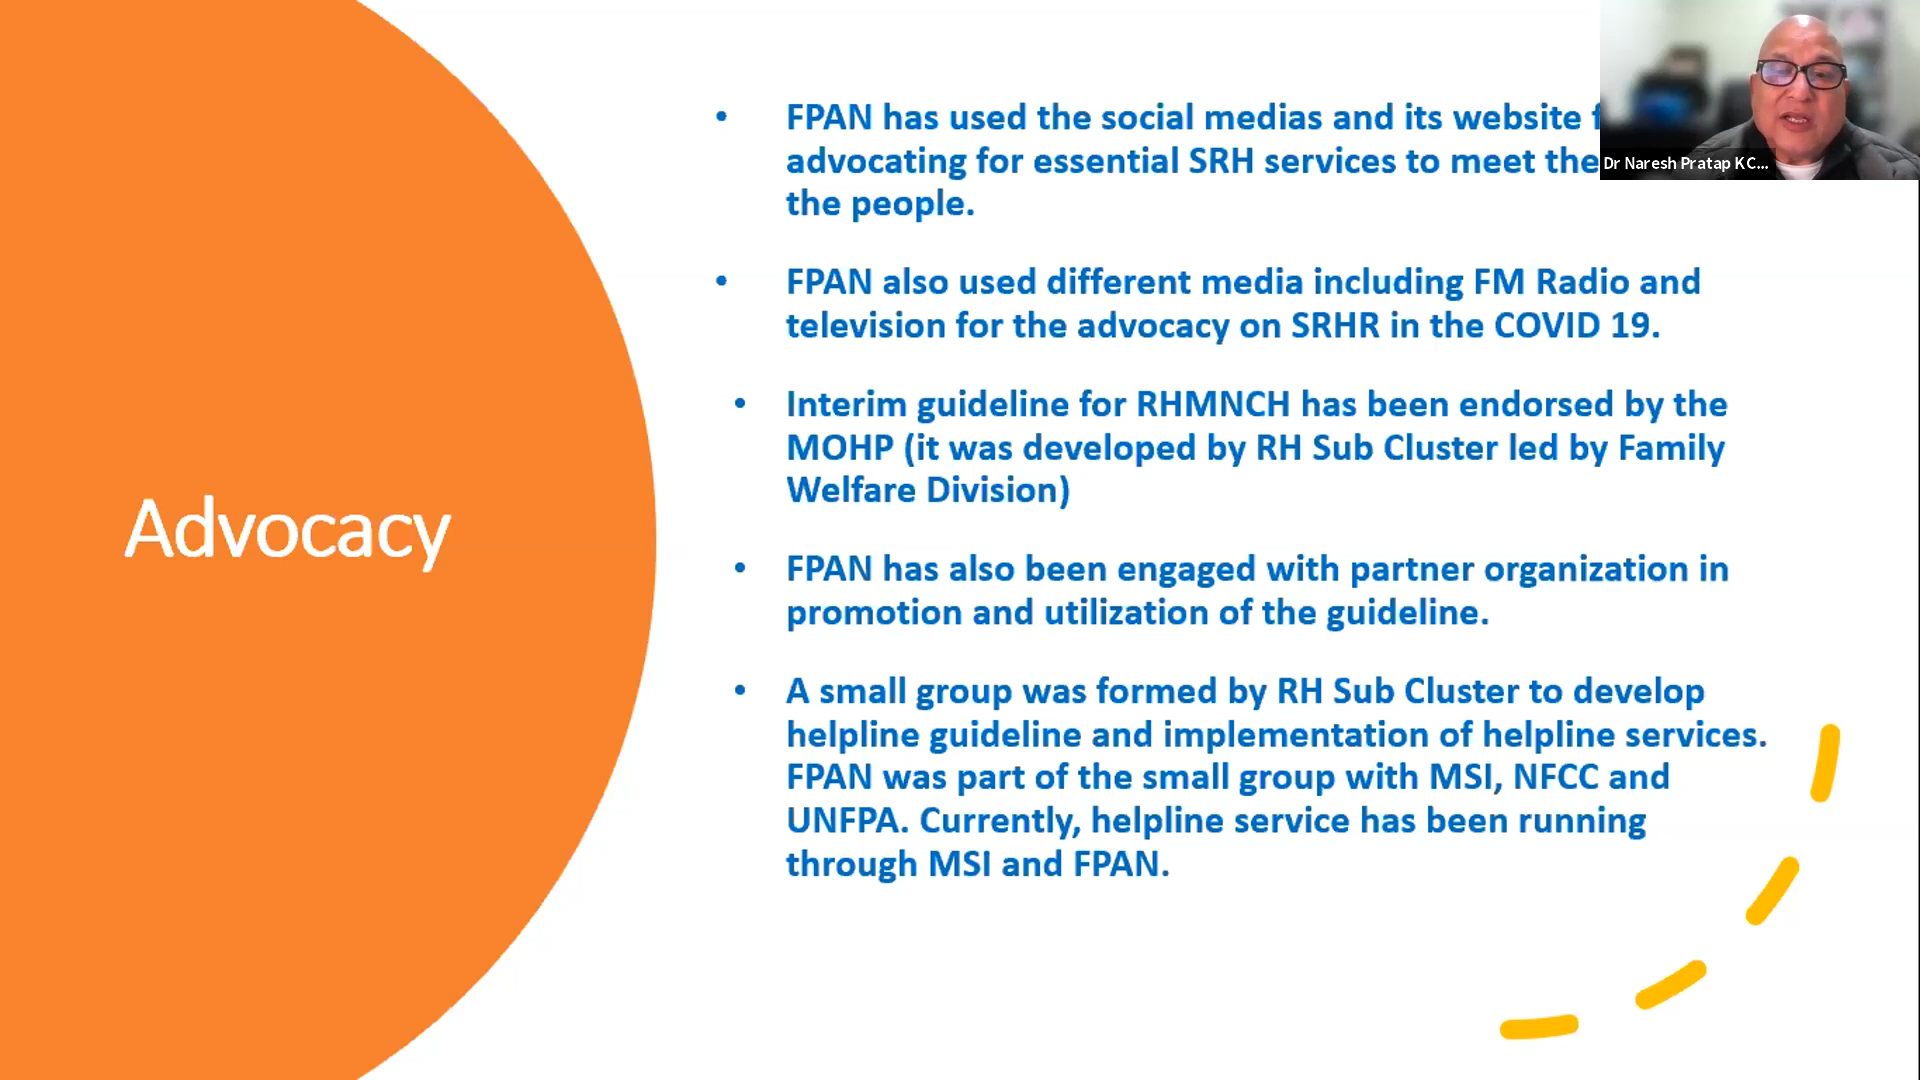 Advocacy
• FPAN has used the social medias and its website
advocating for essential SRH services to meet the
the people.
• FPAN also used different media including FM Radio and
television for the advocacy on SRHR in the COVID 19.
• Interim guideline for RHMNCH has been endorsed by the
MOHP (it was developed by RH Sub Cluster led by Family
Welfare Division)
• FPAN has also been engaged with partner organization in
promotion and utilization of the guideline.
• A small group was formed by RH Sub Cluster to develop
helpline guideline and implementation of helpline services.
FPAN was part of the small group with MSI, NFCC and
UNFPA. Currently, helpline service has been running
through MSI and FPAN.
Dr Naresh Pratap KC...